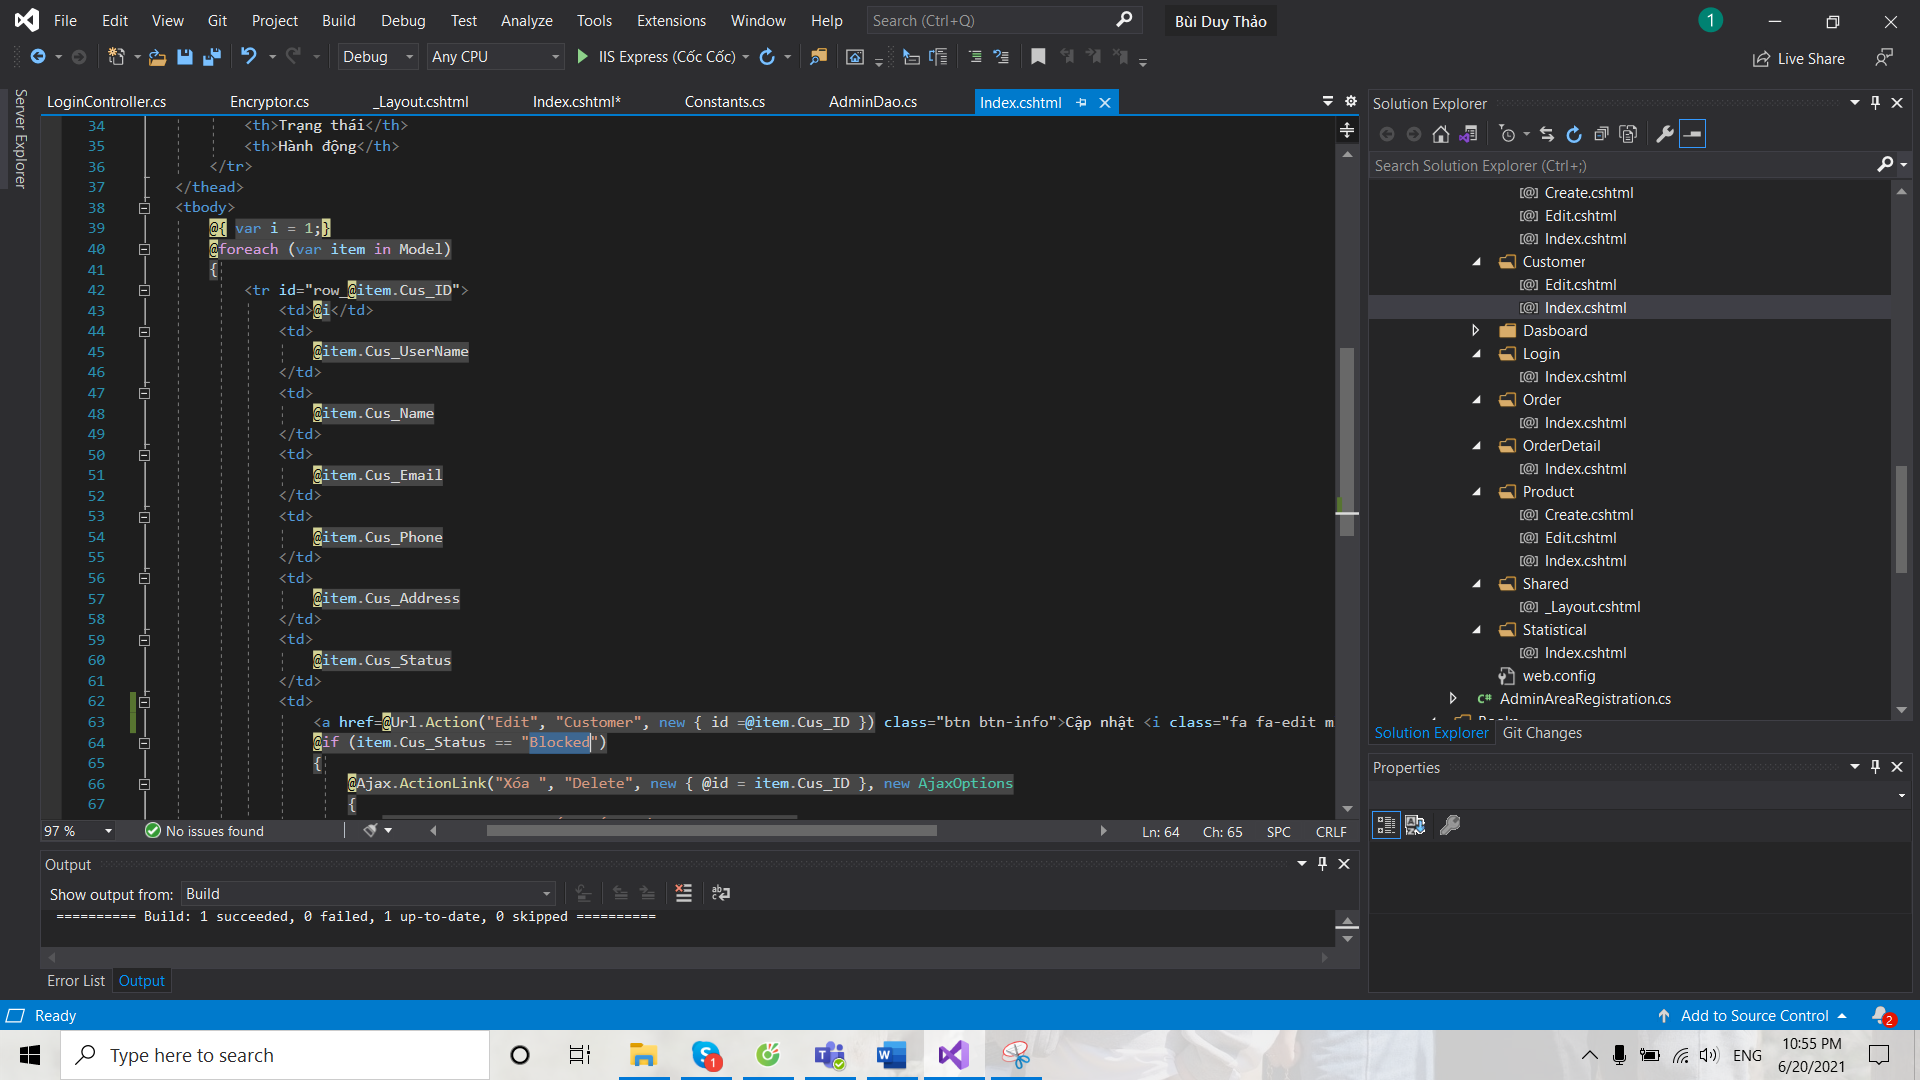 File Edit View Git Project Build Debug Test Analyze Tools Extensions Window Help Search (Ctrl+Q) Bùi Duy Thảo 1
Debug Any CPU IIS Express (Cốc Cốc) Live Share
Server Explorer
LoginController.cs Encryptor.cs _Layout.cshtml Index.cshtml* Constants.cs AdminDao.cs Index.cshtml
34 <th>Trạng thái</th>
35 <th>Hành động</th>
36 </tr>
37 </thead>
38 <tbody>
39 @{ var i = 1;}
40 @foreach (var item in Model)
41 {
42 <tr id="row_@item.Cus_ID">
43 <td>@i</td>
44 <td>
45 @item.Cus_UserName
46 </td>
47 <td>
48 @item.Cus_Name
49 </td>
50 <td>
51 @item.Cus_Email
52 </td>
53 <td>
54 @item.Cus_Phone
55 </td>
56 <td>
57 @item.Cus_Address
58 </td>
59 <td>
60 @item.Cus_Status
61 </td>
62 <td>
63 <a href=@Url.Action("Edit", "Customer", new { id =@item.Cus_ID }) class="btn btn-info">Cập nhật <i class="fa fa-edit m
64 @if (item.Cus_Status == "Blocked")
65 {
66 @Ajax.ActionLink("Xóa ", "Delete", new { @id = item.Cus_ID }, new AjaxOptions
67 {
97 % No issues found Ln: 64 Ch: 65 SPC CRLF
Output
Show output from: Build
========== Build: 1 succeeded, 0 failed, 1 up-to-date, 0 skipped ==========
Error List Output
Solution Explorer
Search Solution Explorer (Ctrl+;)
Create.cshtml
Edit.cshtml
Index.cshtml
Customer
Edit.cshtml
Index.cshtml
Dasboard
Login
Index.cshtml
Order
Index.cshtml
OrderDetail
Index.cshtml
Product
Create.cshtml
Edit.cshtml
Index.cshtml
Shared
_Layout.cshtml
Statistical
Index.cshtml
web.config
C# AdminAreaRegistration.cs
Solution Explorer Git Changes
Properties
Ready Add to Source Control 2
Type here to search 1 ENG 10:55 PM
6/20/2021